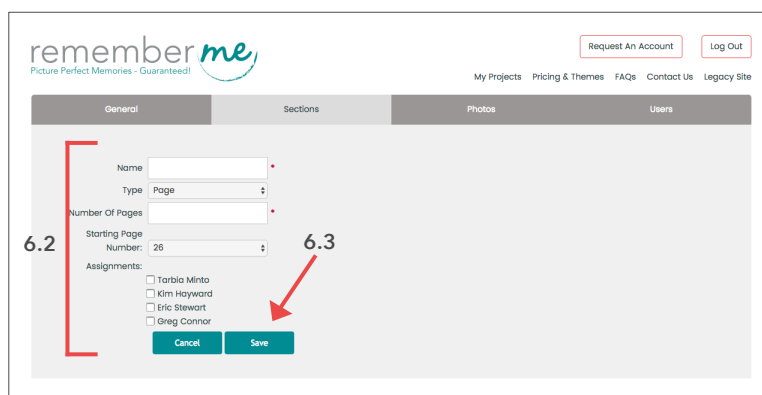 remember me
Picture Perfect Memories - Guaranteed!
Request An Account
Log Out
My Projects Pricing & Themes FAQs Contact Us Legacy Site
General Sections Photos Users
Name *
Type Page
Number Of Pages *
Starting Page
Number: 26
6.2
6.3
Assignments:
Tarbia Minto
Kim Hayward
Eric Stewart
Greg Connor
Cancel Save